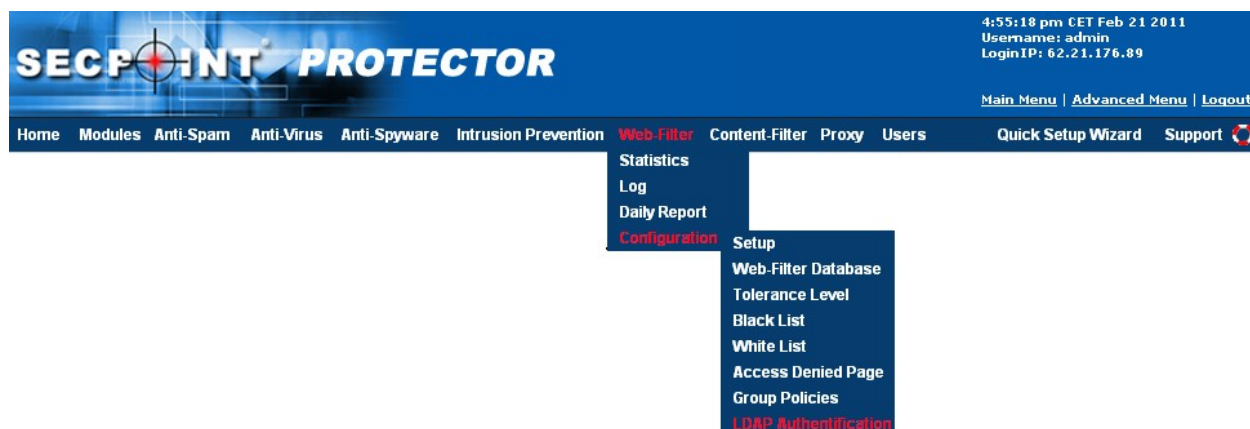 4:55:18 pm CET Feb 21 2011
Username: admin
LoginIP: 62.21.176.89
SECPOINT PROTECTOR
Main Menu | Advanced Menu | Logout
Home Modules Anti-Spam Anti-Virus Anti-Spyware Intrusion Prevention Web-Filter Content-Filter Proxy Users Quick Setup Wizard Support
Statistics
Log
Daily Report
Configuration
Setup
Web-Filter Database
Tolerance Level
Black List
White List
Access Denied Page
Group Policies
LDAP Authentification